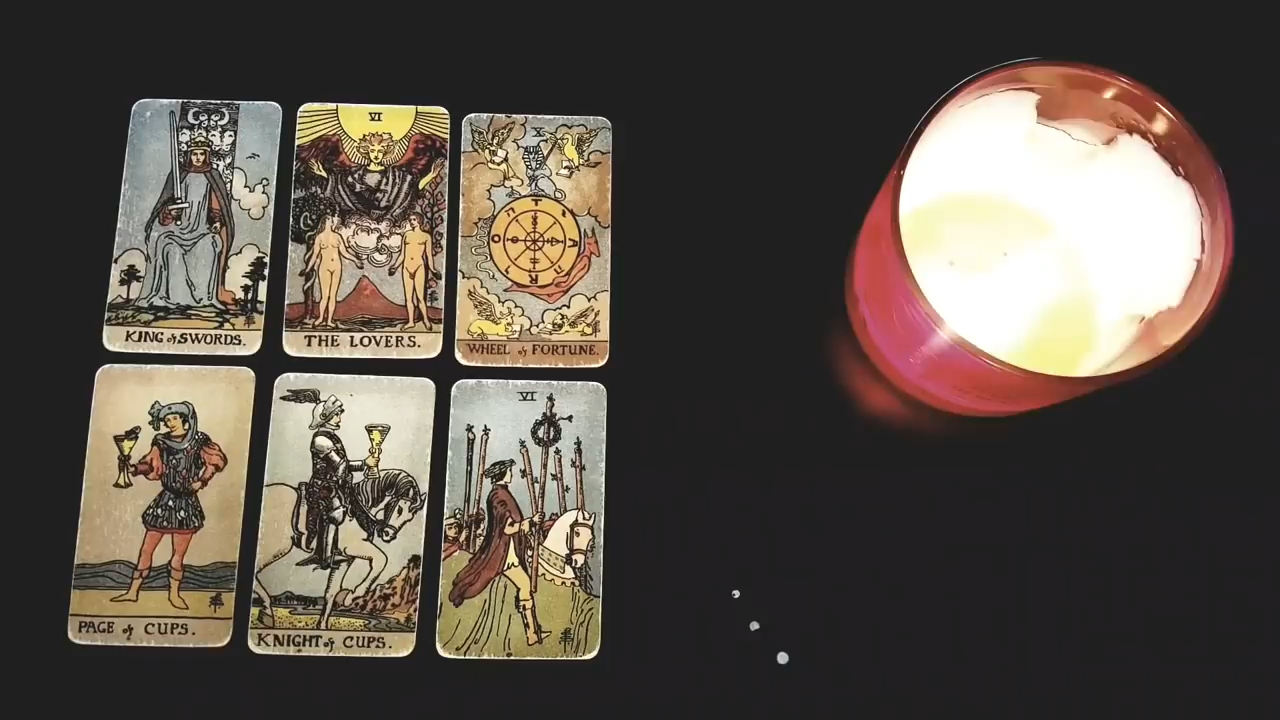 KING of SWORDS.
VI
THE LOVERS.
X
WHEEL of FORTUNE.
PAGE of CUPS.
KNIGHT of CUPS.
VI